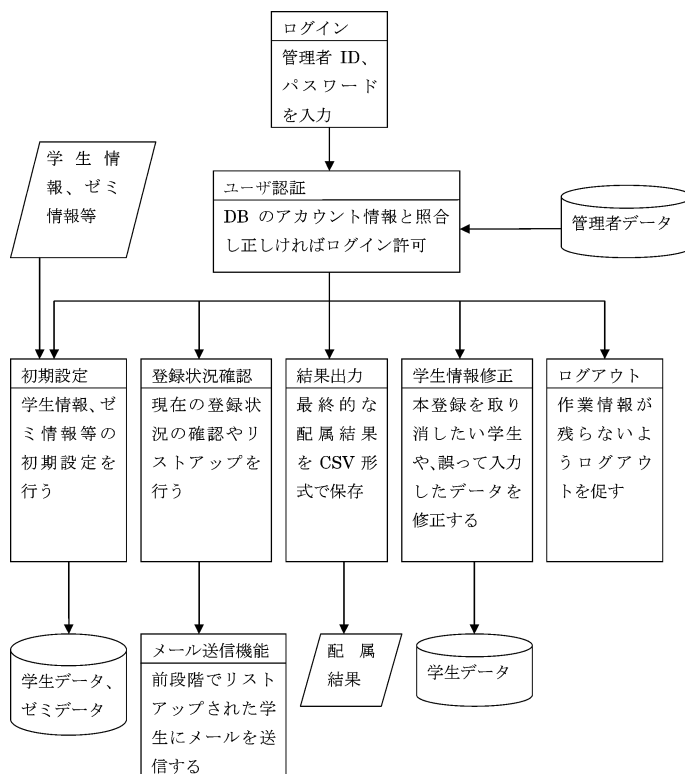 ログイン
管理者 ID、
パスワード
を入力
学生情
報、ゼミ
情報等
ユーザ認証
DB のアカウント情報と照合
し正しければログイン許可
管理者データ
初期設定
学生情報、ゼ
ミ情報等の
初期設定を
行う
登録状況確認
現在の登録状
況の確認やリ
ストアップを
行う
結果出力
最終的な
配属結果
を CSV 形
式で保存
学生情報修正
本登録を取り
消したい学生
や、誤って入力
したデータを
修正する
ログアウト
作業情報が
残らないよ
うログアウ
トを促す
学生データ、
ゼミデータ
メール送信機能
前段階でリスト
アップされた学
生にメールを送
信する
配属
結果
学生データ